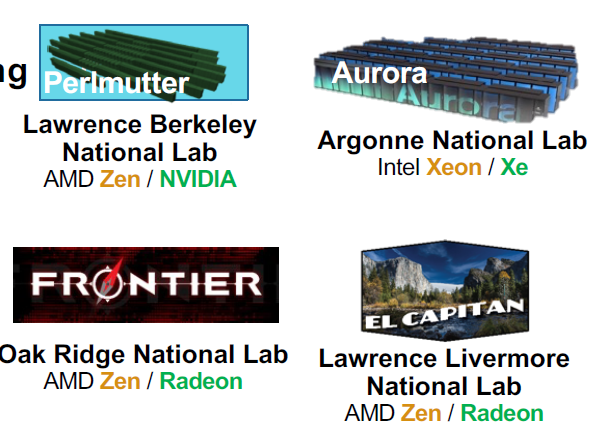 ng
Perlmutter
Lawrence Berkeley
National Lab
AMD Zen / NVIDIA
Aurora
Aurora
Argonne National Lab
Intel Xeon / Xe
FRONTIER
Oak Ridge National Lab
AMD Zen / Radeon
EL CAPITAN
Lawrence Livermore
National Lab
AMD Zen / Radeon